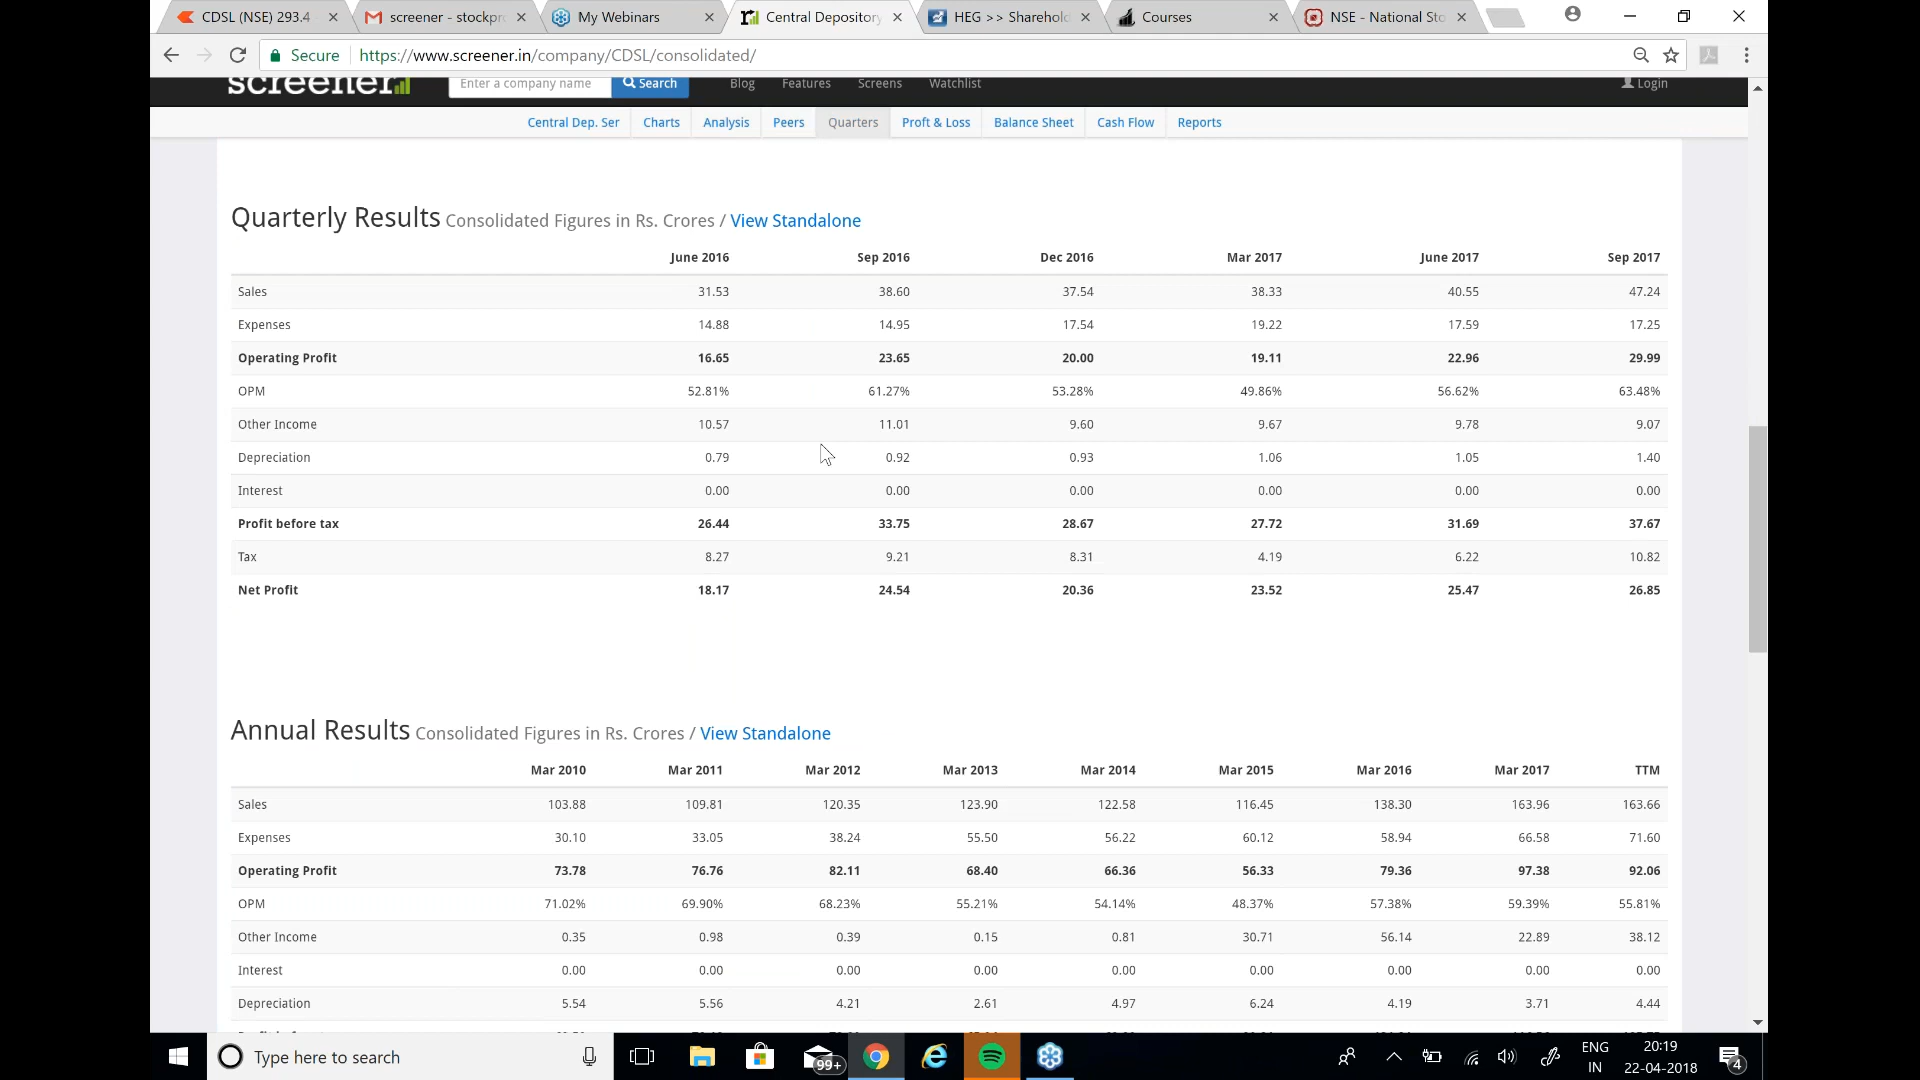 CDSL (NSE) 293.4 screener - stockpro My Webinars Central Depository HEG >> Sharehold Courses NSE - National Sto
Secure https://www.screener.in/company/CDSL/consolidated/
screener Enter a company name Search Blog Features Screens Watchlist Login
Central Dep. Ser Charts Analysis Peers Quarters Proft & Loss Balance Sheet Cash Flow Reports
Quarterly Results Consolidated Figures in Rs. Crores / View Standalone
June 2016 Sep 2016 Dec 2016 Mar 2017 June 2017 Sep 2017
Sales 31.53 38.60 37.54 38.33 40.55 47.24
Expenses 14.88 14.95 17.54 19.22 17.59 17.25
Operating Profit 16.65 23.65 20.00 19.11 22.96 29.99
OPM 52.81% 61.27% 53.28% 49.86% 56.62% 63.48%
Other Income 10.57 11.01 9.60 9.67 9.78 9.07
Depreciation 0.79 0.92 0.93 1.06 1.05 1.40
Interest 0.00 0.00 0.00 0.00 0.00 0.00
Profit before tax 26.44 33.75 28.67 27.72 31.69 37.67
Tax 8.27 9.21 8.31 4.19 6.22 10.82
Net Profit 18.17 24.54 20.36 23.52 25.47 26.85
Annual Results Consolidated Figures in Rs. Crores / View Standalone
Mar 2010 Mar 2011 Mar 2012 Mar 2013 Mar 2014 Mar 2015 Mar 2016 Mar 2017 TTM
Sales 103.88 109.81 120.35 123.90 122.58 116.45 138.30 163.96 163.66
Expenses 30.10 33.05 38.24 55.50 56.22 60.12 58.94 66.58 71.60
Operating Profit 73.78 76.76 82.11 68.40 66.36 56.33 79.36 97.38 92.06
OPM 71.02% 69.90% 68.23% 55.21% 54.14% 48.37% 57.38% 59.39% 55.81%
Other Income 0.35 0.98 0.39 0.15 0.81 30.71 56.14 22.89 38.12
Interest 0.00 0.00 0.00 0.00 0.00 0.00 0.00 0.00 0.00
Depreciation 5.54 5.56 4.21 2.61 4.97 6.24 4.19 3.71 4.44
Type here to search 99+ ENG 20:19
IN 22-04-2018 4